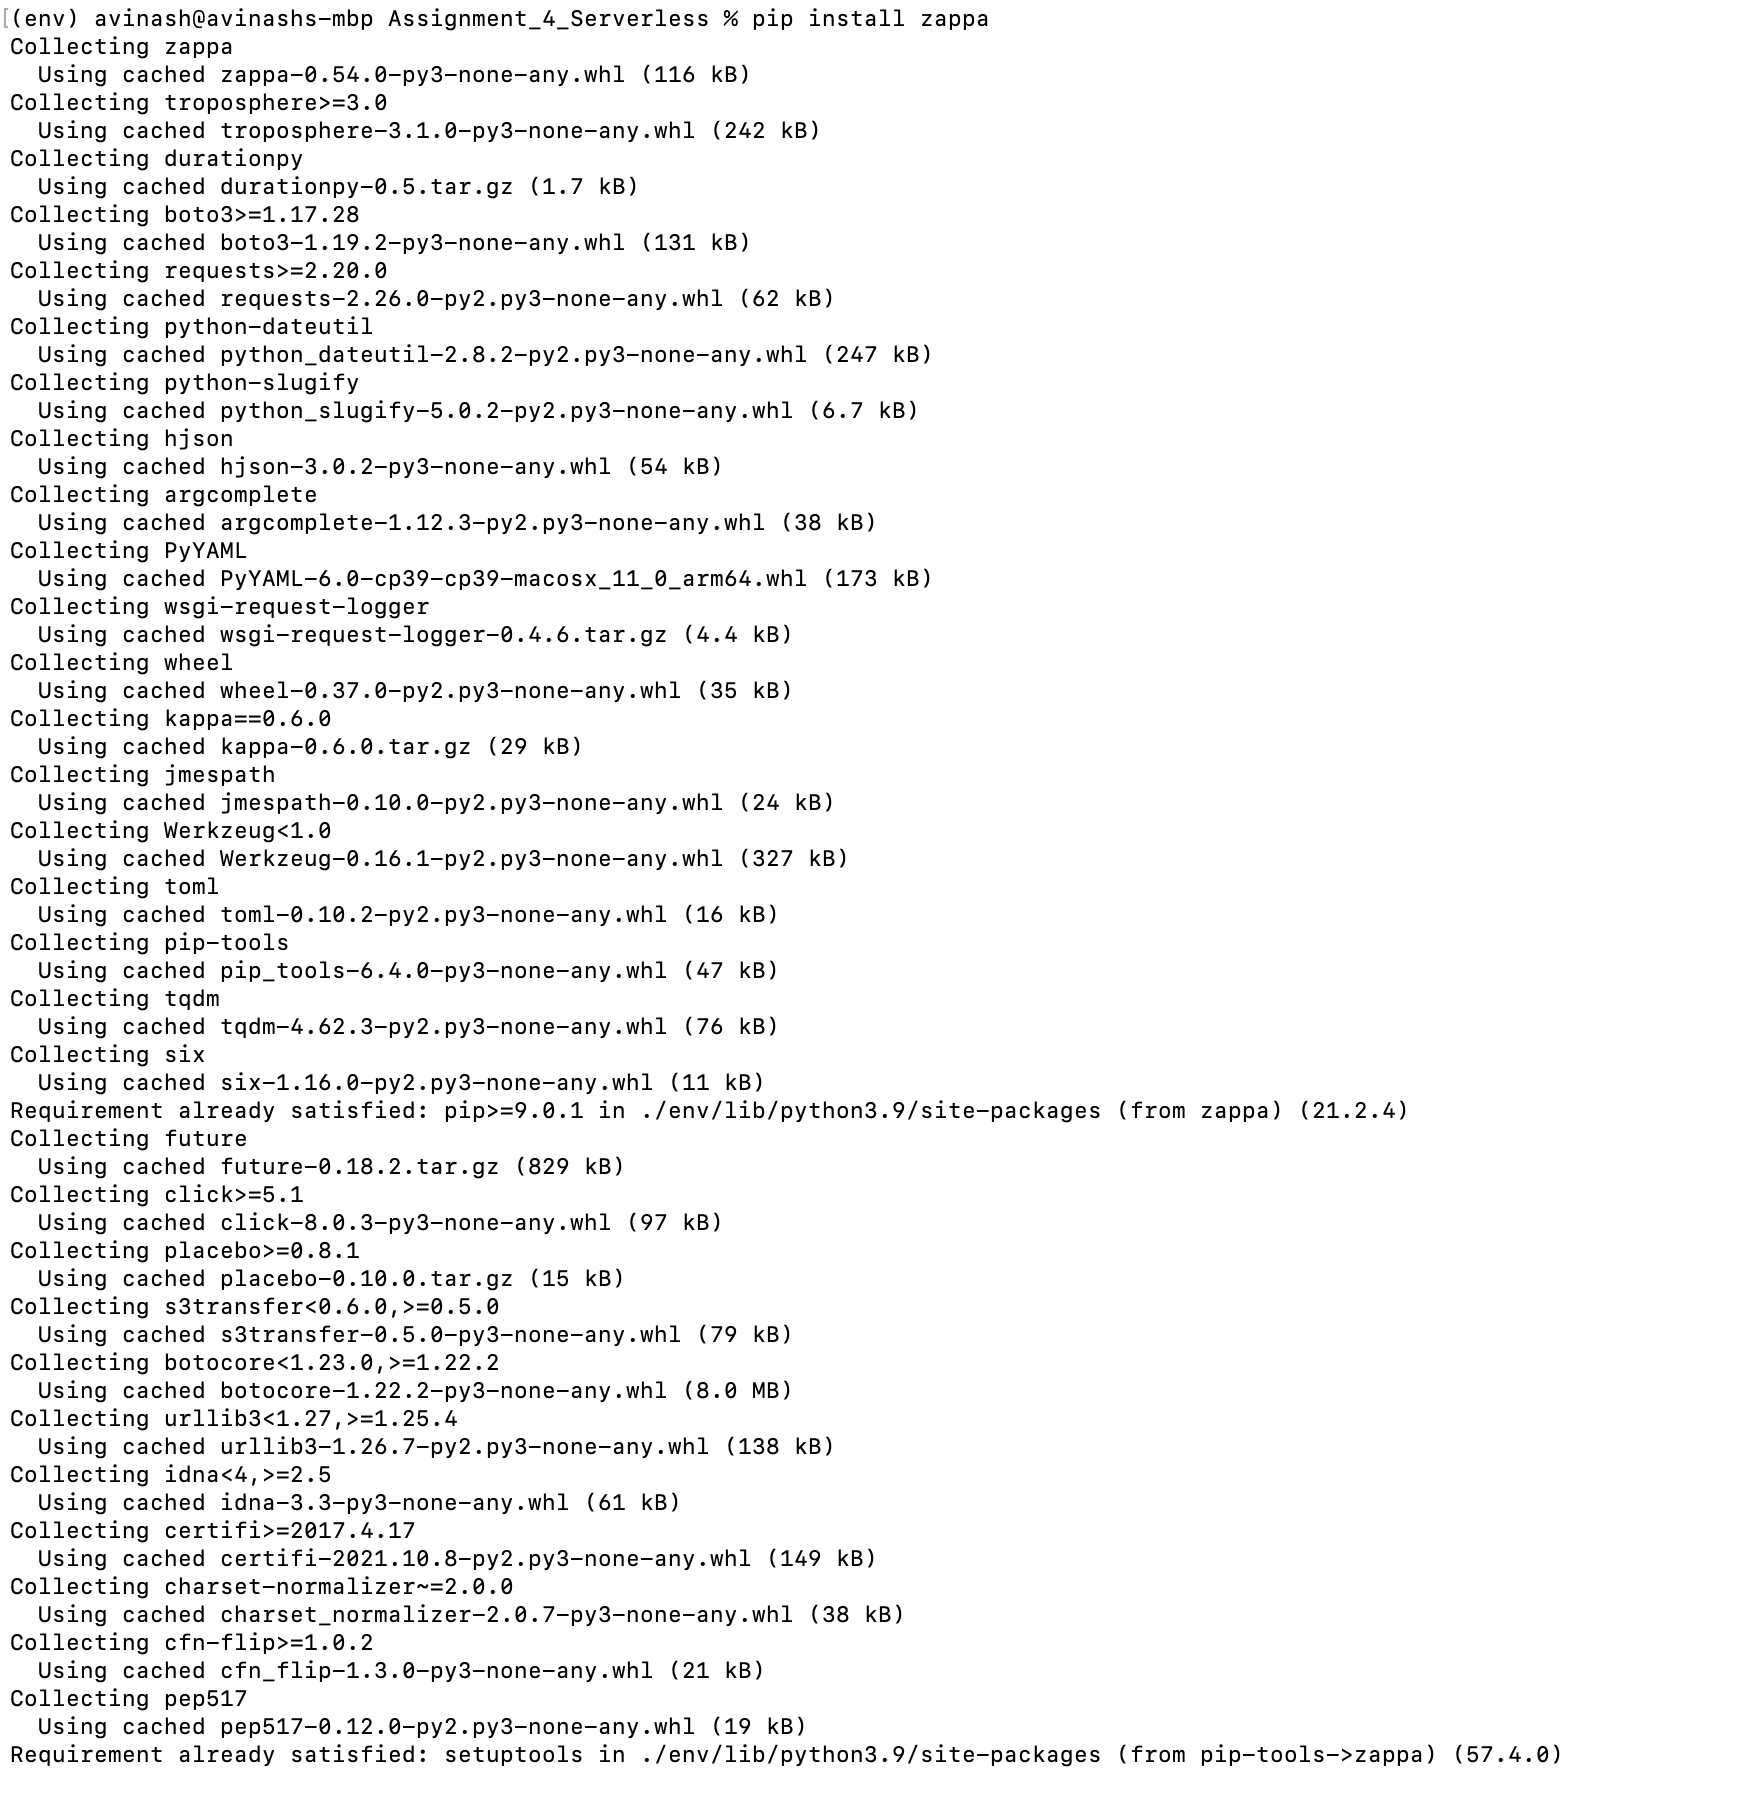 (env) avinash@avinashs-mbp Assignment_4_Serverless % pip install zappa
Collecting zappa
  Using cached zappa-0.54.0-py3-none-any.whl (116 kB)
Collecting troposphere>=3.0
  Using cached troposphere-3.1.0-py3-none-any.whl (242 kB)
Collecting durationpy
  Using cached durationpy-0.5.tar.gz (1.7 kB)
Collecting boto3>=1.17.28
  Using cached boto3-1.19.2-py3-none-any.whl (131 kB)
Collecting requests>=2.20.0
  Using cached requests-2.26.0-py2.py3-none-any.whl (62 kB)
Collecting python-dateutil
  Using cached python_dateutil-2.8.2-py2.py3-none-any.whl (247 kB)
Collecting python-slugify
  Using cached python_slugify-5.0.2-py2.py3-none-any.whl (6.7 kB)
Collecting hjson
  Using cached hjson-3.0.2-py3-none-any.whl (54 kB)
Collecting argcomplete
  Using cached argcomplete-1.12.3-py2.py3-none-any.whl (38 kB)
Collecting PyYAML
  Using cached PyYAML-6.0-cp39-cp39-macosx_11_0_arm64.whl (173 kB)
Collecting wsgi-request-logger
  Using cached wsgi-request-logger-0.4.6.tar.gz (4.4 kB)
Collecting wheel
  Using cached wheel-0.37.0-py2.py3-none-any.whl (35 kB)
Collecting kappa==0.6.0
  Using cached kappa-0.6.0.tar.gz (29 kB)
Collecting jmespath
  Using cached jmespath-0.10.0-py2.py3-none-any.whl (24 kB)
Collecting Werkzeug<1.0
  Using cached Werkzeug-0.16.1-py2.py3-none-any.whl (327 kB)
Collecting toml
  Using cached toml-0.10.2-py2.py3-none-any.whl (16 kB)
Collecting pip-tools
  Using cached pip_tools-6.4.0-py3-none-any.whl (47 kB)
Collecting tqdm
  Using cached tqdm-4.62.3-py2.py3-none-any.whl (76 kB)
Collecting six
  Using cached six-1.16.0-py2.py3-none-any.whl (11 kB)
Requirement already satisfied: pip>=9.0.1 in ./env/lib/python3.9/site-packages (from zappa) (21.2.4)
Collecting future
  Using cached future-0.18.2.tar.gz (829 kB)
Collecting click>=5.1
  Using cached click-8.0.3-py3-none-any.whl (97 kB)
Collecting placebo>=0.8.1
  Using cached placebo-0.10.0.tar.gz (15 kB)
Collecting s3transfer<0.6.0,>=0.5.0
  Using cached s3transfer-0.5.0-py3-none-any.whl (79 kB)
Collecting botocore<1.23.0,>=1.22.2
  Using cached botocore-1.22.2-py3-none-any.whl (8.0 MB)
Collecting urllib3<1.27,>=1.25.4
  Using cached urllib3-1.26.7-py2.py3-none-any.whl (138 kB)
Collecting idna<4,>=2.5
  Using cached idna-3.3-py3-none-any.whl (61 kB)
Collecting certifi>=2017.4.17
  Using cached certifi-2021.10.8-py2.py3-none-any.whl (149 kB)
Collecting charset-normalizer~=2.0.0
  Using cached charset_normalizer-2.0.7-py3-none-any.whl (38 kB)
Collecting cfn-flip>=1.0.2
  Using cached cfn_flip-1.3.0-py3-none-any.whl (21 kB)
Collecting pep517
  Using cached pep517-0.12.0-py2.py3-none-any.whl (19 kB)
Requirement already satisfied: setuptools in ./env/lib/python3.9/site-packages (from pip-tools->zappa) (57.4.0)